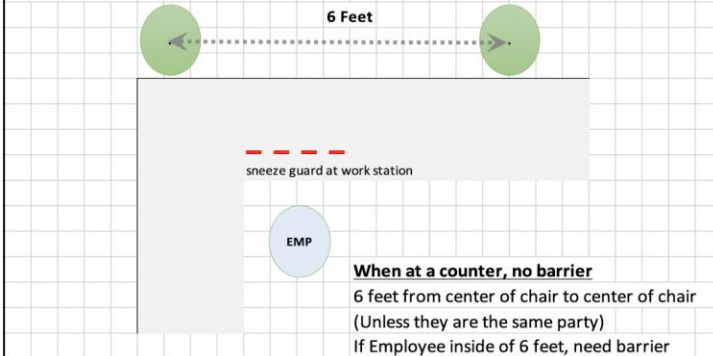 6 Feet
sneeze guard at work station
EMP
When at a counter, no barrier
6 feet from center of chair to center of chair
(Unless they are the same party)
If Employee inside of 6 feet, need barrier